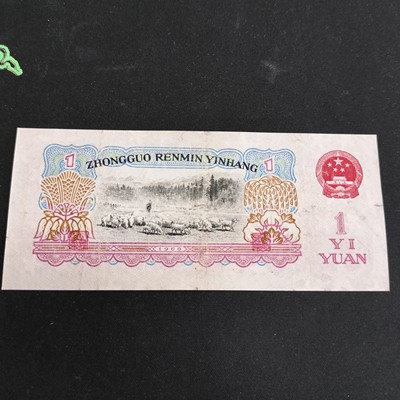 ZHONGGUO RENMIN YINHANG
1 1
1960
1
YI
YUAN